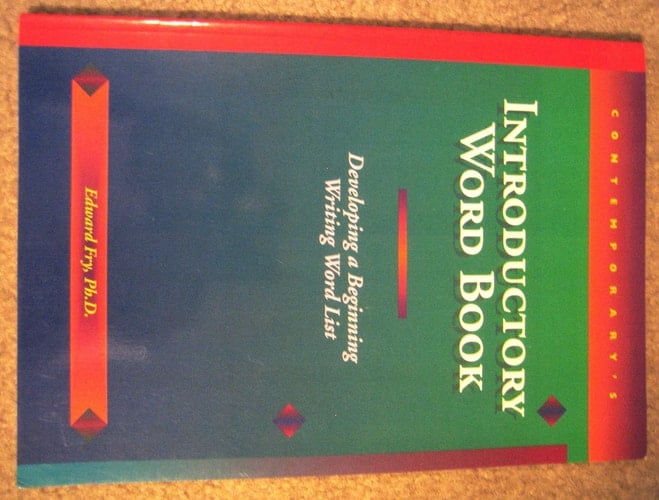 CONTEMPORARY'S
INTRODUCTORY
WORD BOOK
Developing a Beginning
Writing Word List
Edward Fry, Ph.D.